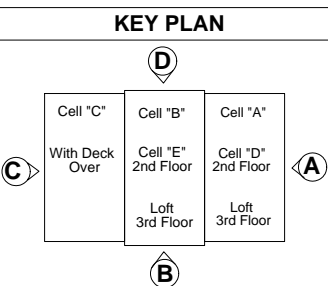 KEY PLAN
D
Cell "C"
With Deck
Over
Cell "B"
Cell "E"
2nd Floor
Loft
3rd Floor
Cell "A"
Cell "D"
2nd Floor
Loft
3rd Floor
C
A
B